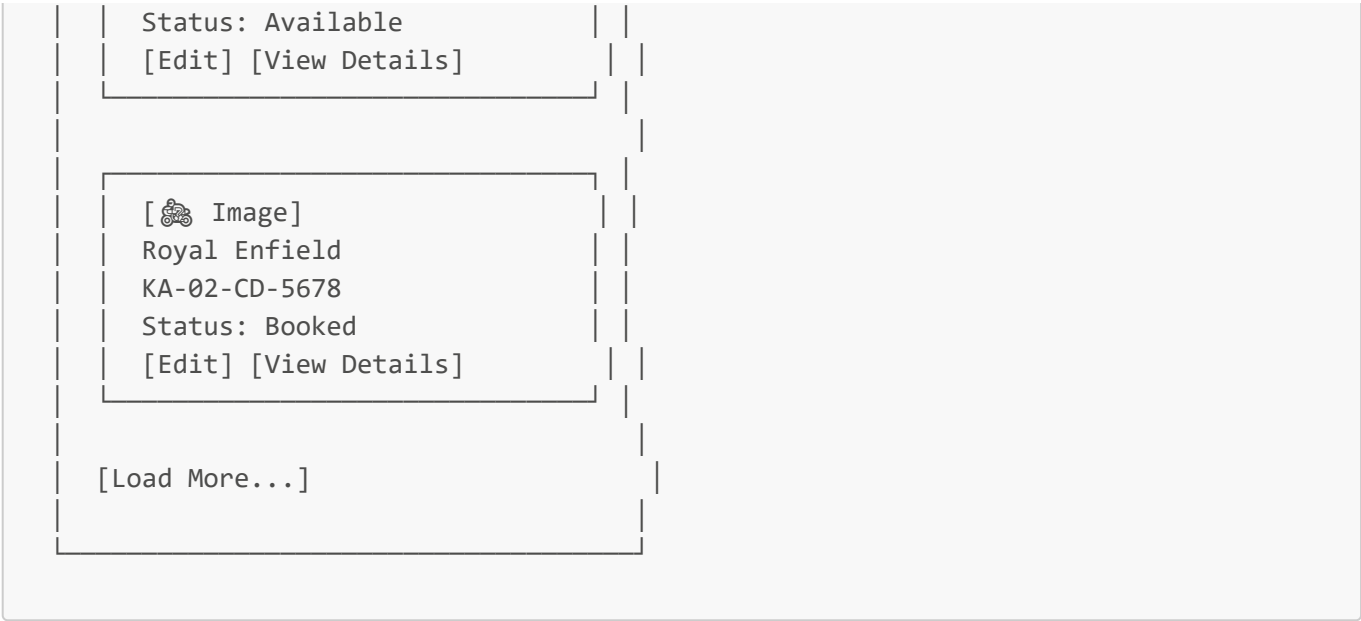 Status: Available
[Edit] [View Details]
[🏍 Image]
Royal Enfield
KA-02-CD-5678
Status: Booked
[Edit] [View Details]
[Load More...]